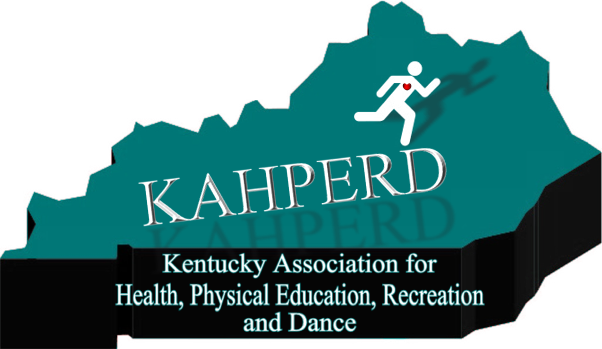 KAHPERD
Kentucky Association for
Health, Physical Education, Recreation
and Dance